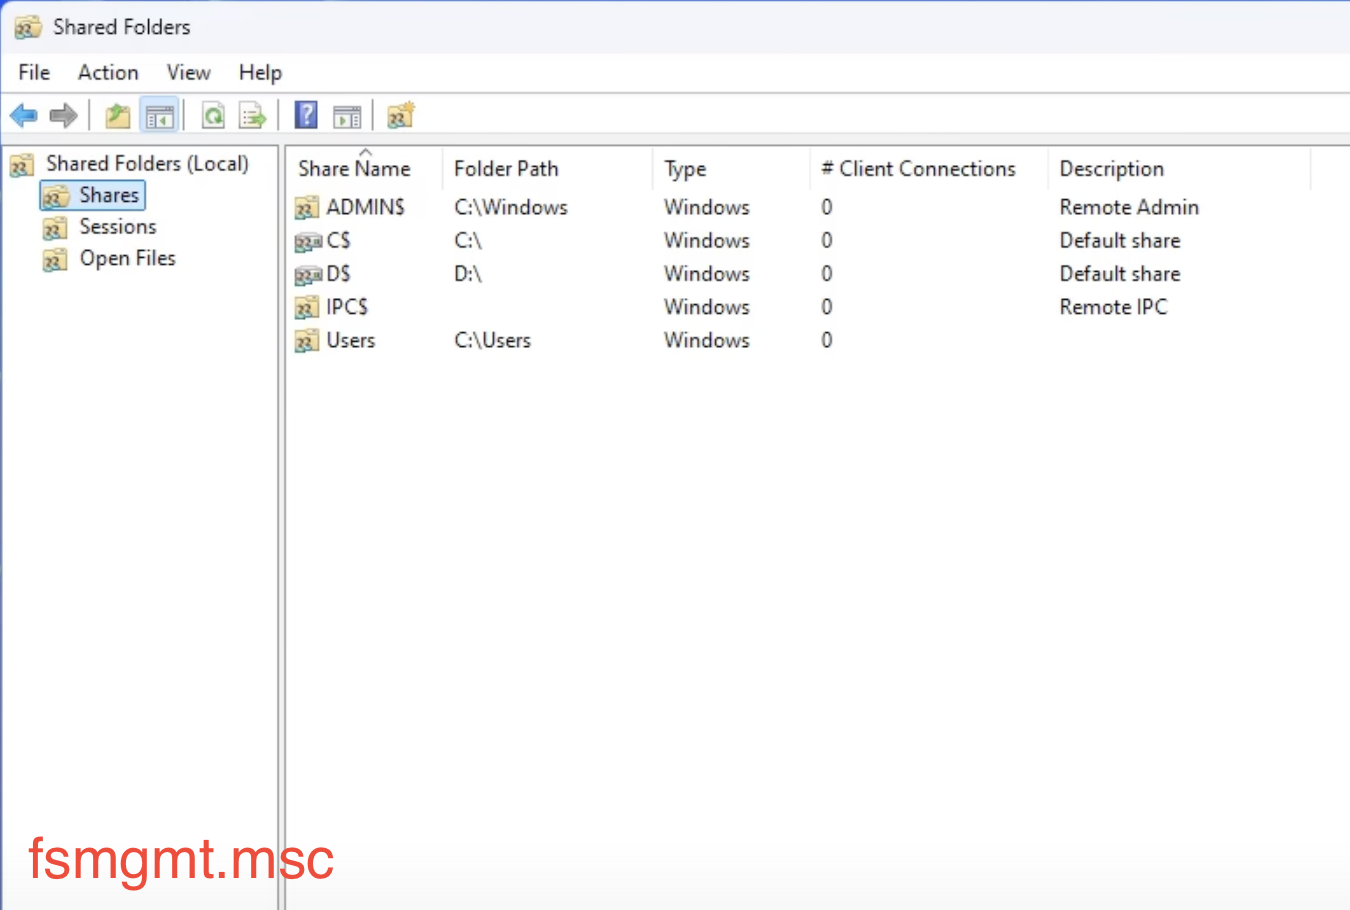 Shared Folders
File Action View Help
Shared Folders (Local)
Shares
Sessions
Open Files
Share Name Folder Path Type # Client Connections Description
ADMIN$ C:\Windows Windows 0 Remote Admin
C$ C:\ Windows 0 Default share
D$ D:\ Windows 0 Default share
IPC$ Windows 0 Remote IPC
Users C:\Users Windows 0
fsmgmt.msc